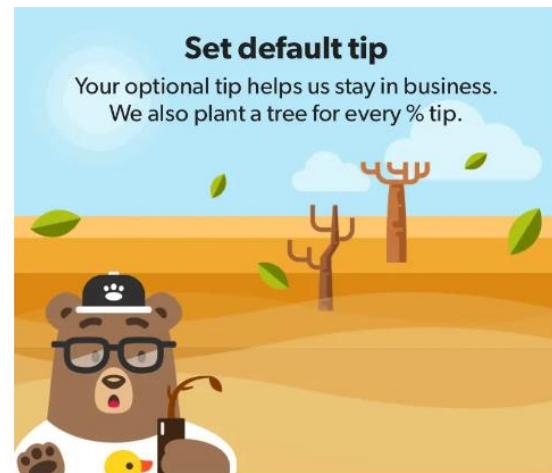 Set default tip
Your optional tip helps us stay in business.
We also plant a tree for every % tip.